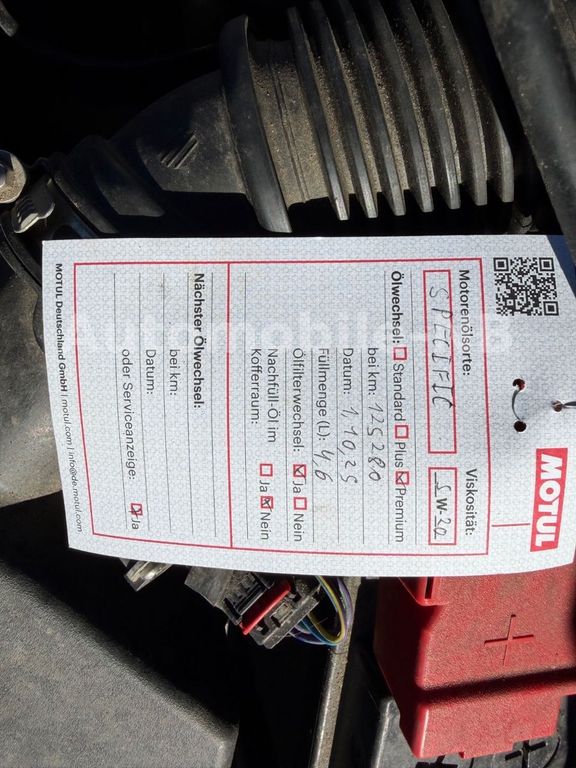 MOTUL
Motorenölsorte: Viskosität:
SPECIFIC 5W-30
Ölwechsel: Standard Plus Premium
bei km: 125280
Datum: 1,10,25
Füllmenge (L): 4,6
Ölfilterwechsel: Ja Nein
Nachfüll-Öl im
Kofferraum: Ja Nein
Nächster Ölwechsel:
bei km:
Datum:
oder Serviceanzeige: Ja
MOTUL Deutschland GmbH | motul.com | info@de.motul.com